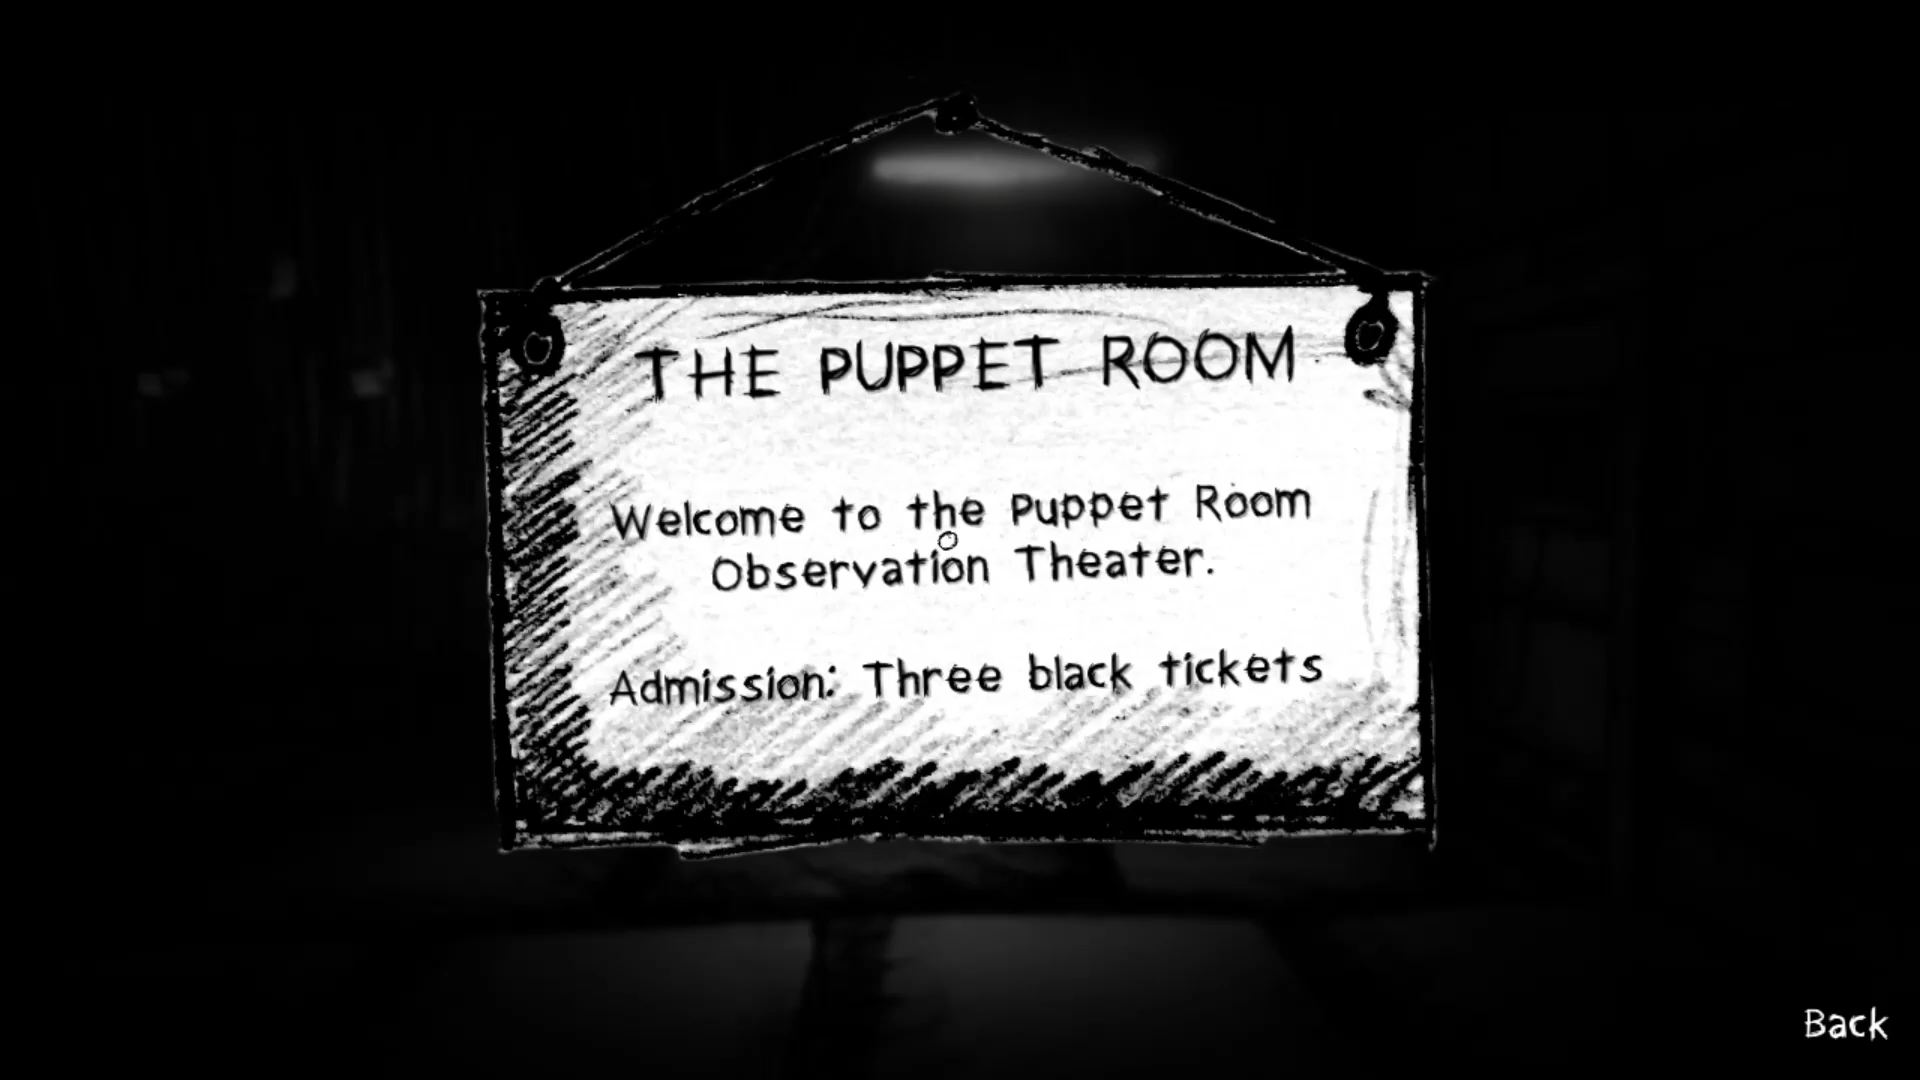 THE PUPPET ROOM
Welcome to the Puppet Room
Observation Theater.
Admission: Three black tickets
Back